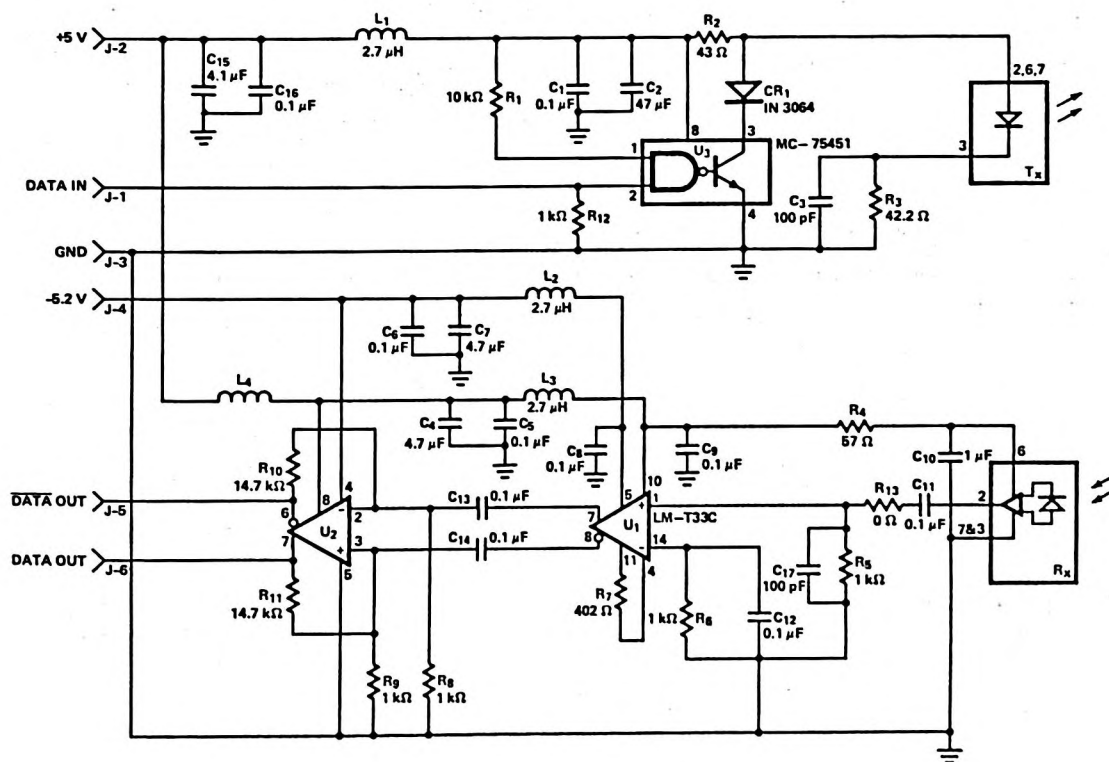 +5 V
J-2
L1
2.7 μH
C15
4.1 μF
C16
0.1 μF
10 kΩ
R1
C1
0.1 μF
C2
47 μF
R2
43 Ω
CR1
IN 3064
2,6,7
3
Tx
8
3
MC-75451
U3
1
2
4
DATA IN
J-1
1 kΩ
R12
C3
100 pF
R3
42.2 Ω
GND
J-3
-5.2 V
J-4
L2
2.7 μH
C6
0.1 μF
C7
4.7 μF
L4
L3
2.7 μH
C4
4.7 μF
C5
0.1 μF
C8
0.1 μF
C9
0.1 μF
R4
57 Ω
C10
1 μF
6
2
7&3
Rx
R10
14.7 kΩ
DATA OUT
J-5
DATA OUT
J-6
R11
14.7 kΩ
8
4
6
7
U2
-
+
2
3
5
C13
0.1 μF
C14
0.1 μF
7
8
U1
5
10
1
LM-T33C
+
-
14
11
4
R7
402 Ω
1 kΩ
R6
C12
0.1 μF
C17
100 pF
R5
1 kΩ
R13
0 Ω
C11
0.1 μF
R9
1 kΩ
R8
1 kΩ